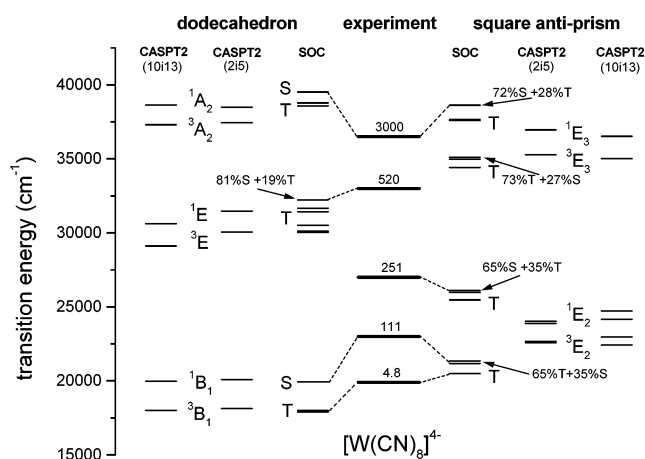 dodecahedron experiment square anti-prism
CASPT2 CASPT2 SOC SOC CASPT2 CASPT2
(10i13) (2i5) (2i5) (10i13)
transition energy (cm⁻¹)
40000
35000
30000
25000
20000
15000
¹A₂
³A₂
¹E
³E
¹B₁
³B₁
S
T
81%S +19%T
T
S
T
3000
520
251
111
4.8
72%S +28%T
T
T
73%T +27%S
65%S +35%T
T
T
65%T+35%S
¹E₃
³E₃
¹E₂
³E₂
[W(CN)₈]⁴⁻